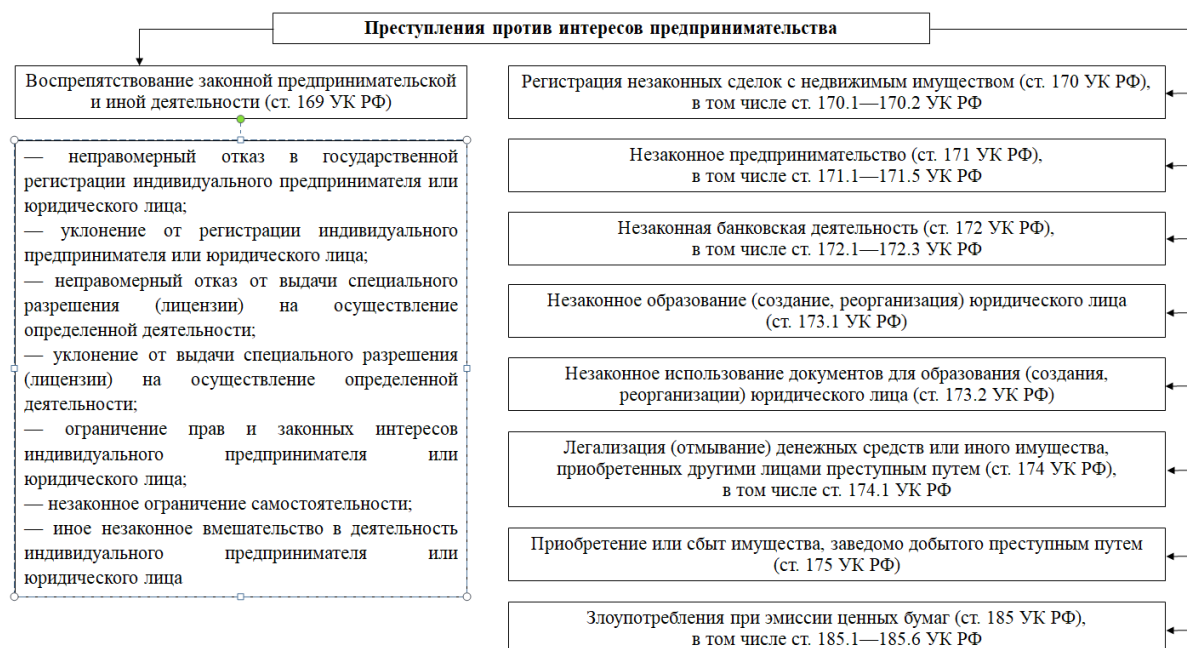 Преступления против интересов предпринимательства
Воспрепятствование законной предпринимательской
и иной деятельности (ст. 169 УК РФ)
— неправомерный отказ в государственной
регистрации индивидуального предпринимателя или
юридического лица;
— уклонение от регистрации индивидуального
предпринимателя или юридического лица;
— неправомерный отказ от выдачи специального
разрешения (лицензии) на осуществление
определенной деятельности;
— уклонение от выдачи специального разрешения
(лицензии) на осуществление определенной
деятельности;
— ограничение прав и законных интересов
индивидуального предпринимателя или
юридического лица;
— незаконное ограничение самостоятельности;
— иное незаконное вмешательство в деятельность
индивидуального предпринимателя или
юридического лица
Регистрация незаконных сделок с недвижимым имуществом (ст. 170 УК РФ),
в том числе ст. 170.1—170.2 УК РФ
Незаконное предпринимательство (ст. 171 УК РФ),
в том числе ст. 171.1—171.5 УК РФ
Незаконная банковская деятельность (ст. 172 УК РФ),
в том числе ст. 172.1—172.3 УК РФ
Незаконное образование (создание, реорганизация) юридического лица
(ст. 173.1 УК РФ)
Незаконное использование документов для образования (создания,
реорганизации) юридического лица (ст. 173.2 УК РФ)
Легализация (отмывание) денежных средств или иного имущества,
приобретенных другими лицами преступным путем (ст. 174 УК РФ),
в том числе ст. 174.1 УК РФ
Приобретение или сбыт имущества, заведомо добытого преступным путем
(ст. 175 УК РФ)
Злоупотребления при эмиссии ценных бумаг (ст. 185 УК РФ),
в том числе ст. 185.1—185.6 УК РФ